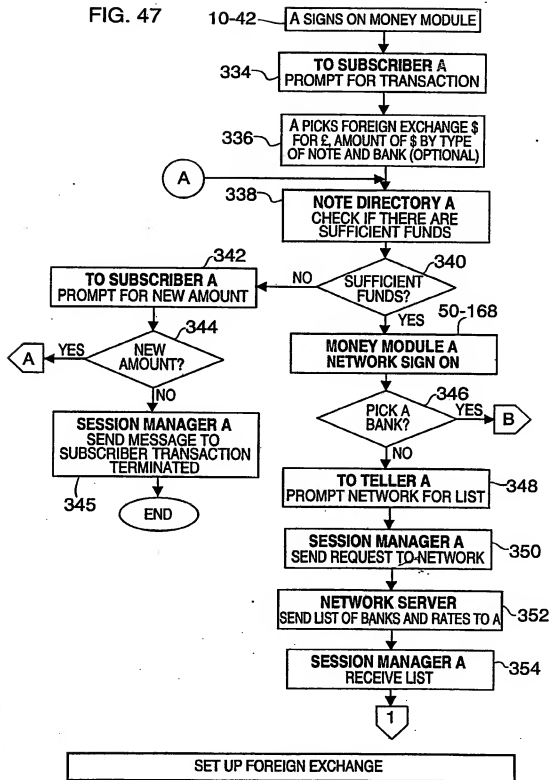 FIG. 47
10-42
A SIGNS ON MONEY MODULE
334
TO SUBSCRIBER A
PROMPT FOR TRANSACTION
336
A PICKS FOREIGN EXCHANGE $
FOR £, AMOUNT OF $ BY TYPE
OF NOTE AND BANK (OPTIONAL)
A
338
NOTE DIRECTORY A
CHECK IF THERE ARE
SUFFICIENT FUNDS
340
SUFFICIENT
FUNDS?
NO
YES
342
TO SUBSCRIBER A
PROMPT FOR NEW AMOUNT
344
NEW
AMOUNT?
YES
A
NO
SESSION MANAGER A
SEND MESSAGE TO
SUBSCRIBER TRANSACTION
TERMINATED
345
END
50-168
MONEY MODULE A
NETWORK SIGN ON
346
PICK A
BANK?
YES
B
NO
TO TELLER A
PROMPT NETWORK FOR LIST
348
SESSION MANAGER A
SEND REQUEST TO NETWORK
350
NETWORK SERVER
SEND LIST OF BANKS AND RATES TO A
352
SESSION MANAGER A
RECEIVE LIST
354
1
SET UP FOREIGN EXCHANGE